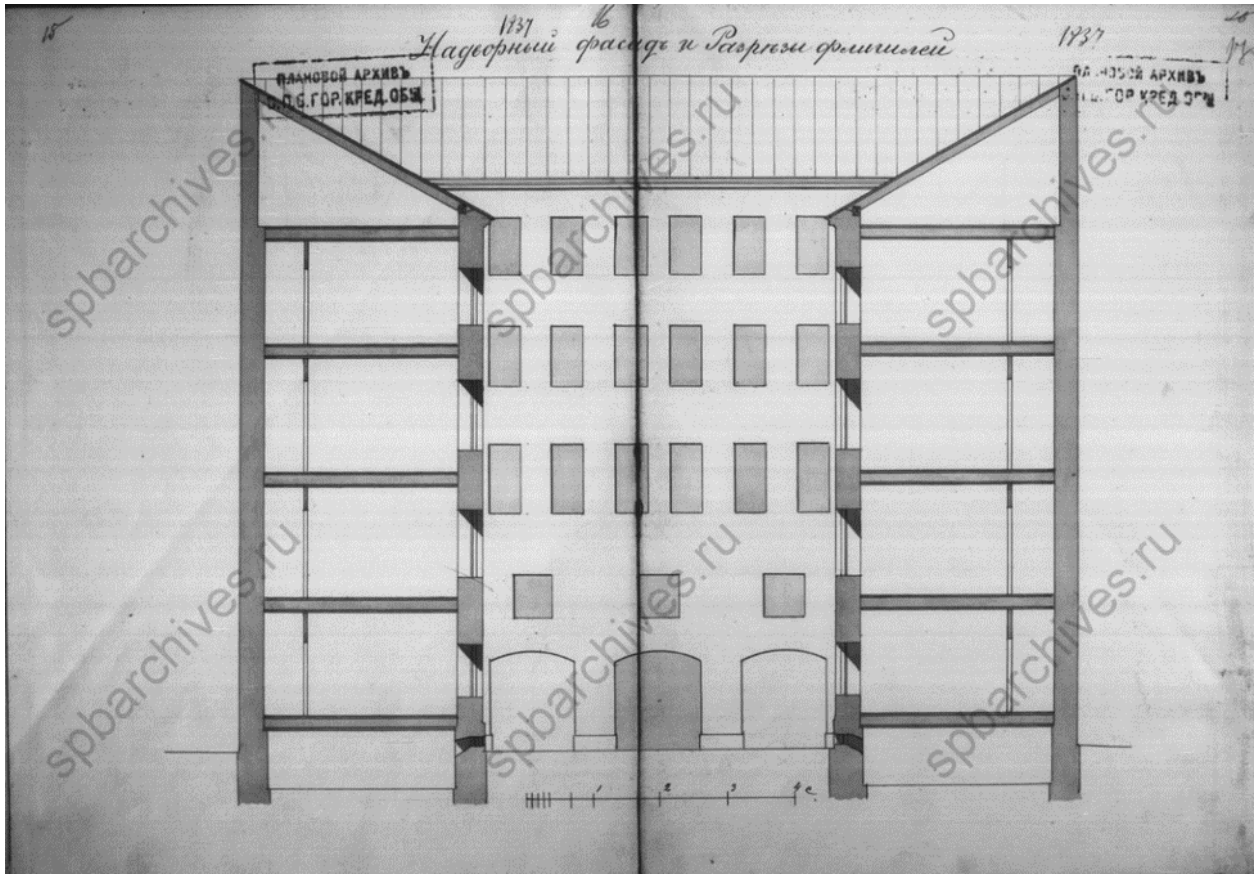 15
1837
16
Надворный фасадъ и Разрѣзы флигилей
1837
ПЛАНОВОЙ АРХИВЪ
С.П.Б.ГОР.КРЕД.ОБЩ.
ПЛАНОВОЙ АРХИВЪ
С.П.Б.ГОР.КРЕД.ОБЩ.
spbarchives.ru
spbarchives.ru
spbarchives.ru
spbarchives.ru
spbarchives.ru
spbarchives.ru
1 2 3 4 с.